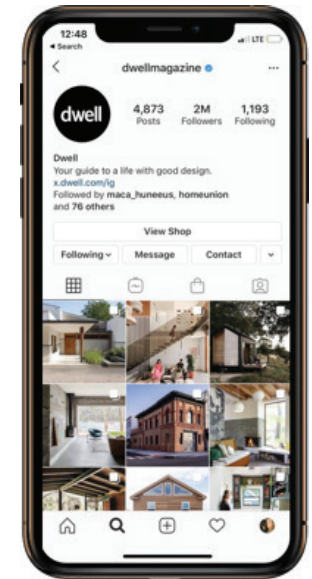 12:48
LTE
Search
dwellmagazine
dwell
4,873 2M 1,193
Posts Followers Following
Dwell
Your guide to a life with good design.
x.dwell.com/ig
Followed by maca_huneeus, homeunion
and 76 others
View Shop
Following Message Contact